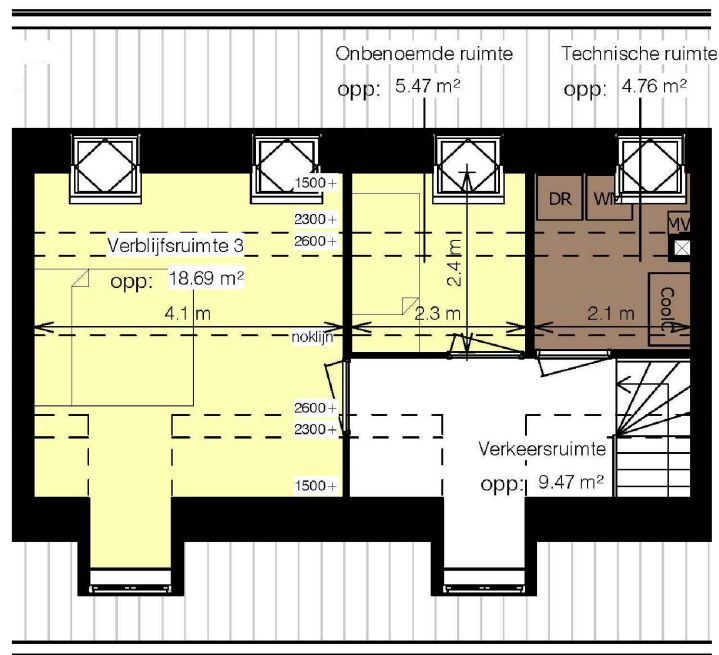 Onbenoemde ruimte
opp: 5.47 m²
Technische ruimte
opp: 4.76 m²
1500+
2300+
2600+
DR
WM
MV
Verblijfsruimte 3
opp: 18.69 m²
2.4 m
4.1 m
2.3 m
2.1 m
noklijn
2600+
2300+
1500+
Verkeersruimte
opp: 9.47 m²